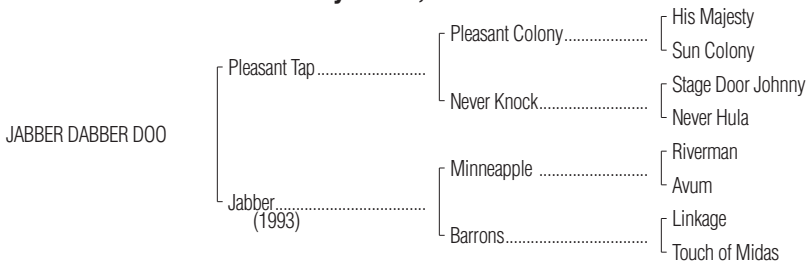 His Majesty
Pleasant Colony
Sun Colony
Pleasant Tap
Stage Door Johnny
Never Knock
Never Hula
JABBER DABBER DOO
Riverman
Minneapple
Avum
Jabber
(1993)
Linkage
Barrons
Touch of Midas